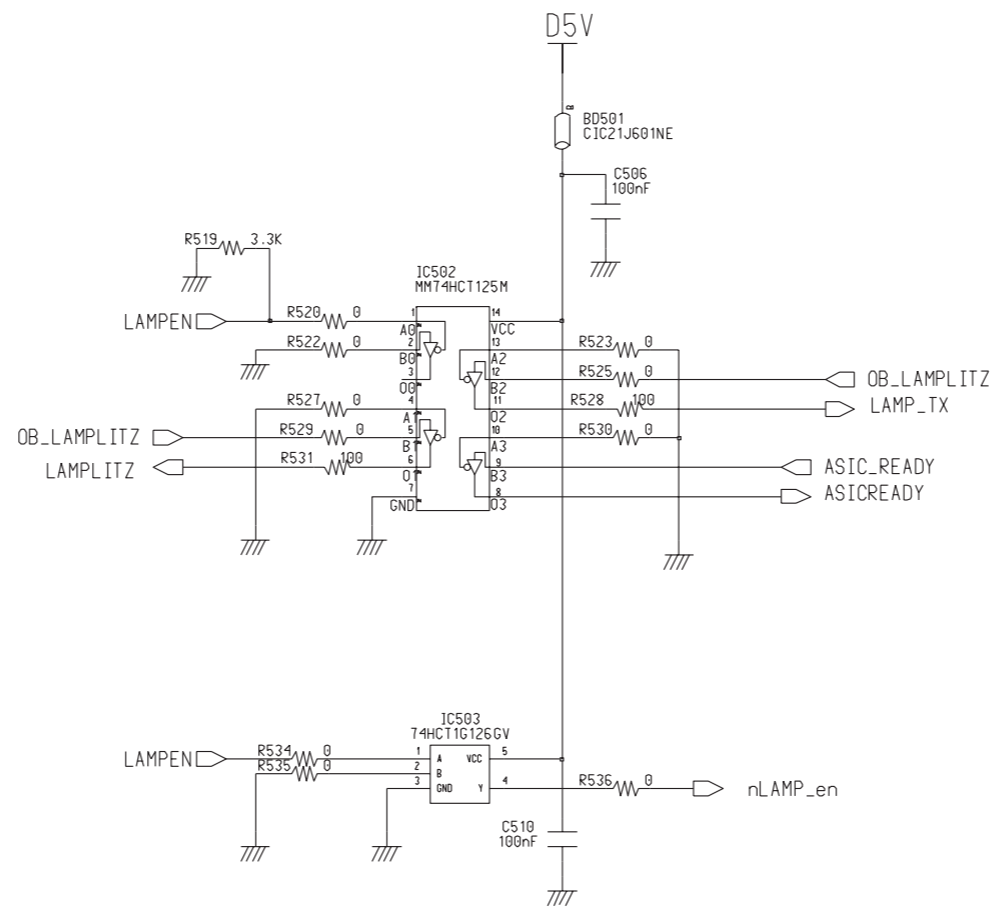 D5V
BD501
CIC21J601NE
C506
100nF
R519 3.3K
IC502
MM74HCT125M
LAMPEN
R520 0
1
A0
14
VCC
R522 0
2
B0
13
A2
R523 0
3
O0
12
B2
R525 0
OB_LAMPLITZ
R527 0
4
A1
11
O2
R528 100
LAMP_TX
OB_LAMPLITZ
R529 0
5
B1
10
A3
R530 0
LAMPLITZ
R531 100
6
O1
9
B3
ASIC_READY
7
GND
8
O3
ASICREADY
IC503
74HCT1G126GV
LAMPEN
R534 0
1
A
VCC
5
R535 0
2
B
3
GND
Y
4
R536 0
nLAMP_en
C510
100nF